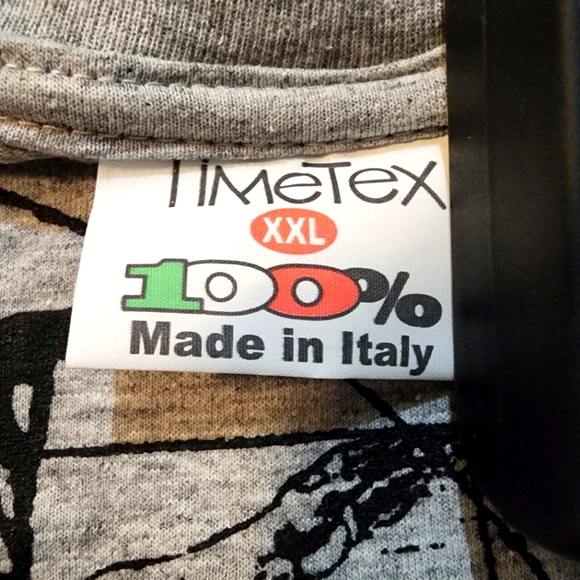 TIMeTex
XXL
100%
Made in Italy